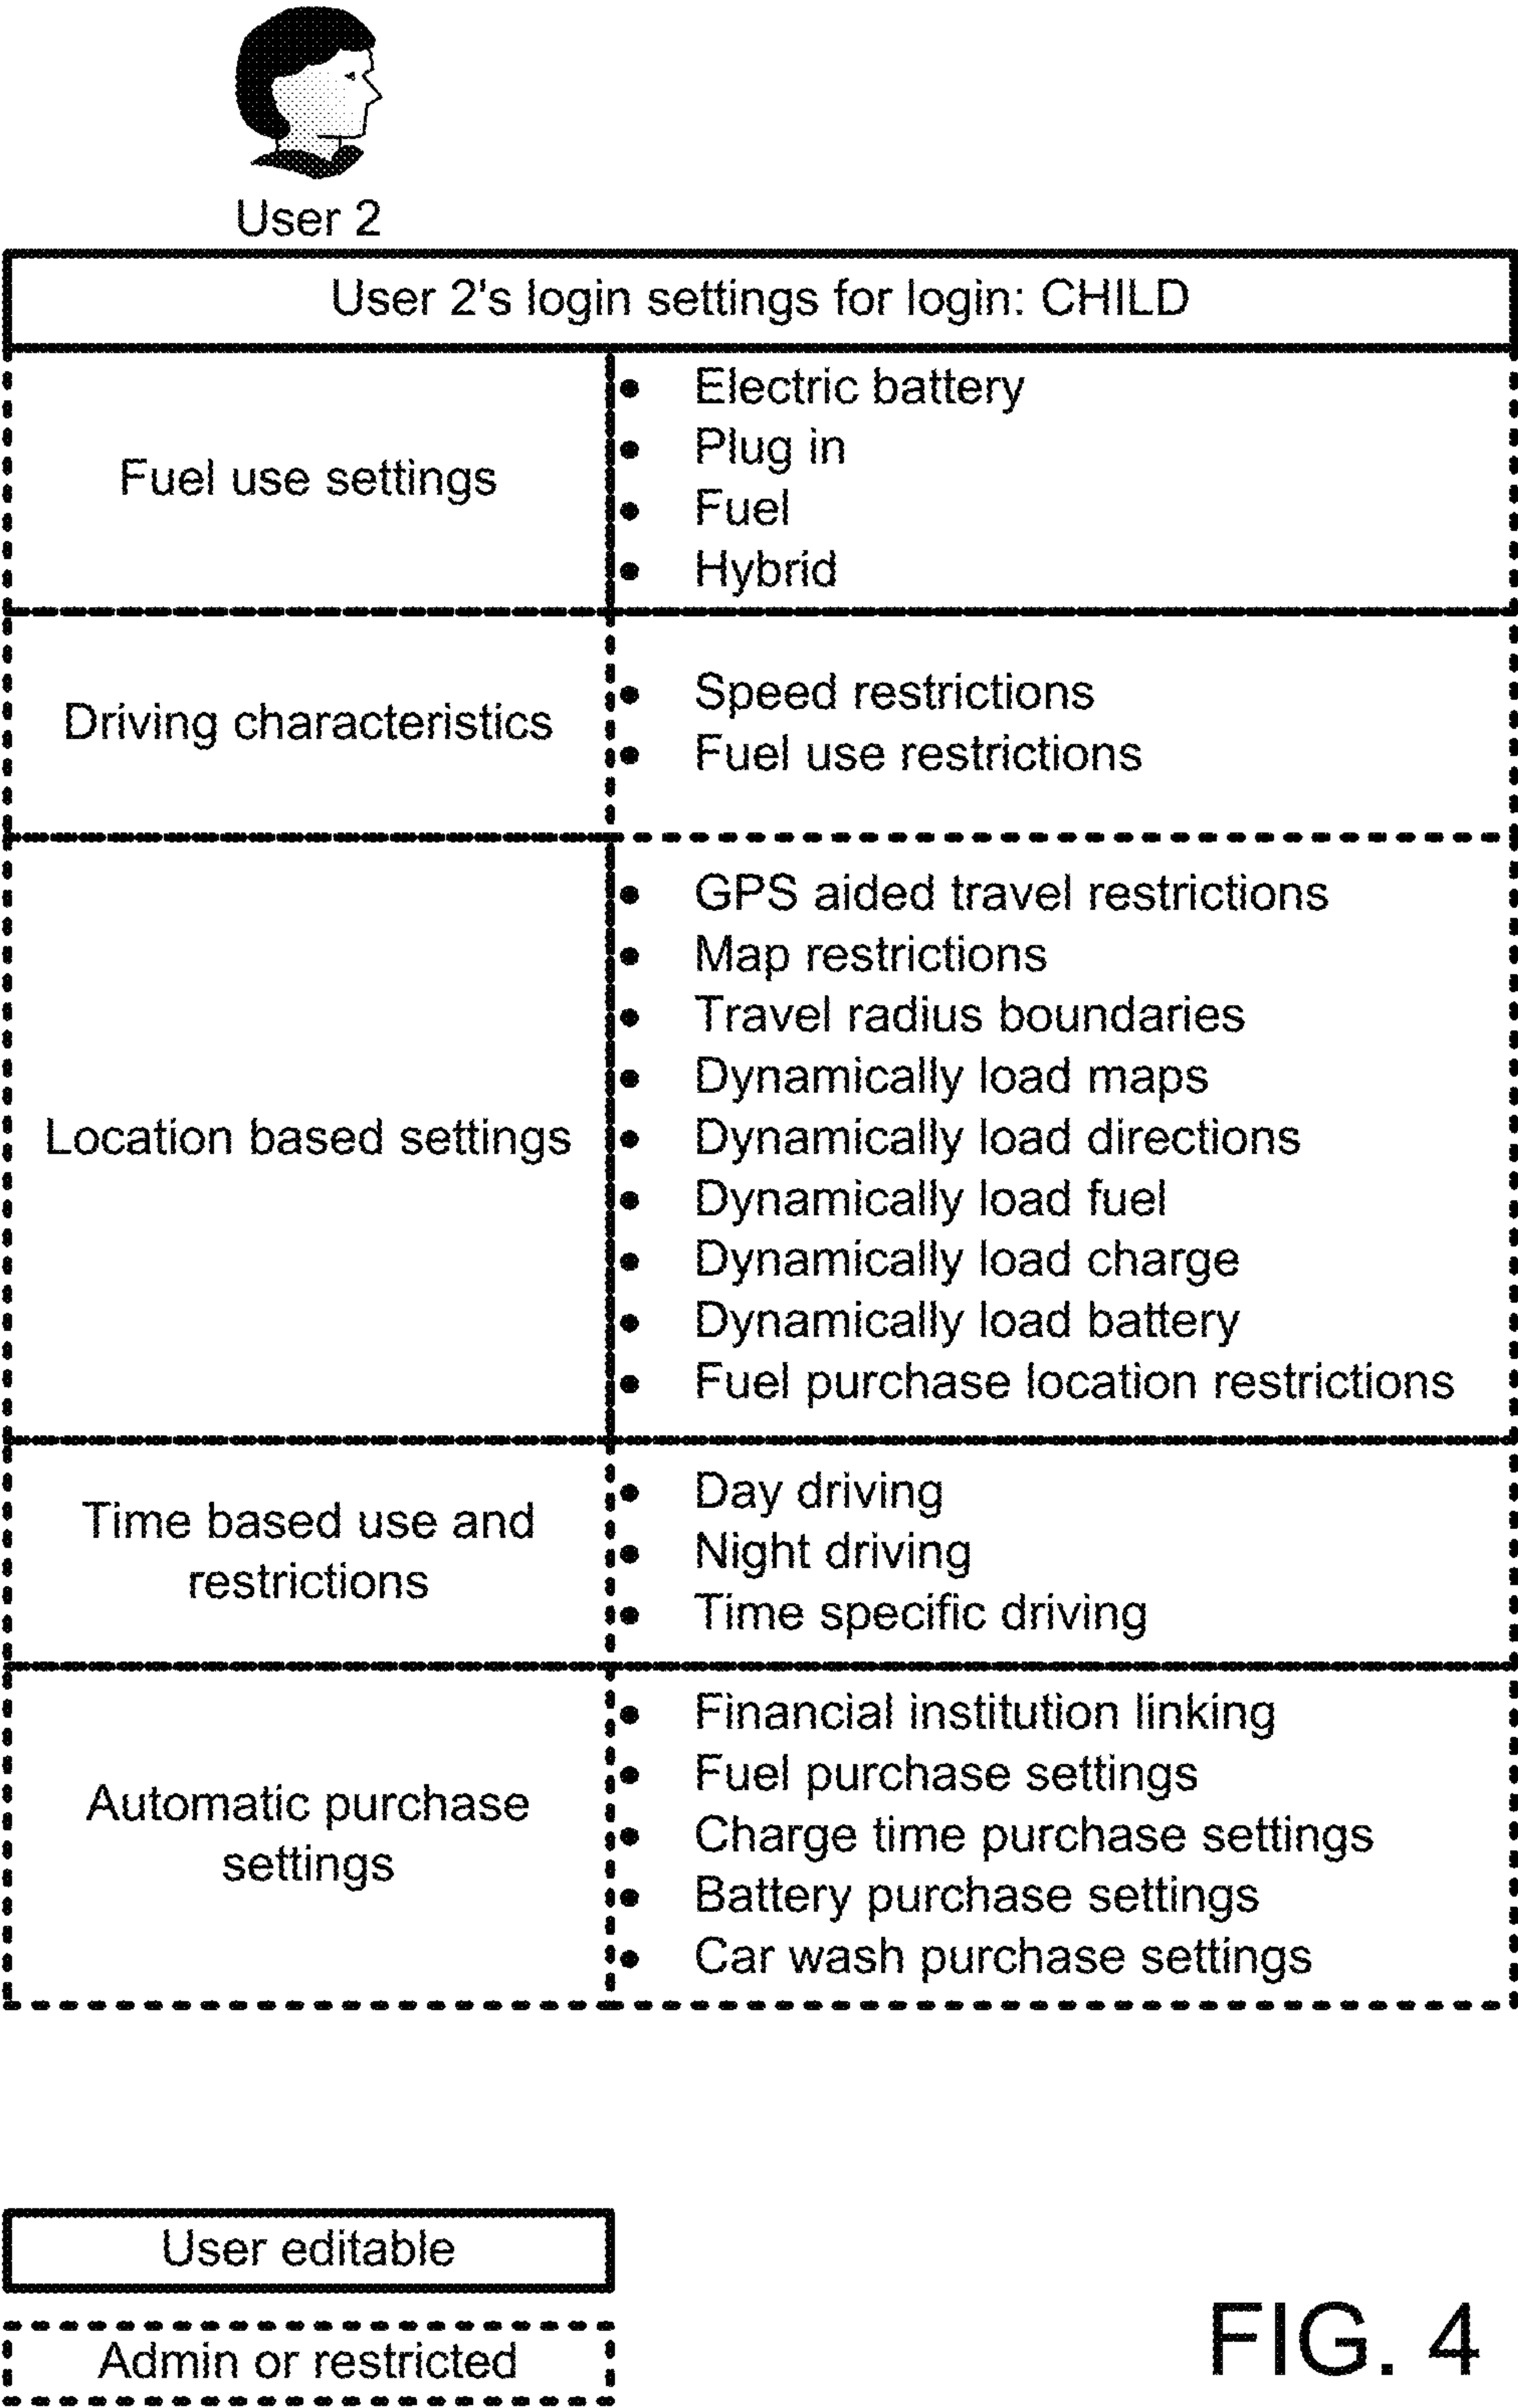 User 2
User 2's login settings for login: CHILD
Fuel use settings
• Electric battery
• Plug in
• Fuel
• Hybrid
Driving characteristics
• Speed restrictions
• Fuel use restrictions
Location based settings
• GPS aided travel restrictions
• Map restrictions
• Travel radius boundaries
• Dynamically load maps
• Dynamically load directions
• Dynamically load fuel
• Dynamically load charge
• Dynamically load battery
• Fuel purchase location restrictions
Time based use and
restrictions
• Day driving
• Night driving
• Time specific driving
Automatic purchase
settings
• Financial institution linking
• Fuel purchase settings
• Charge time purchase settings
• Battery purchase settings
• Car wash purchase settings
User editable
Admin or restricted
FIG. 4